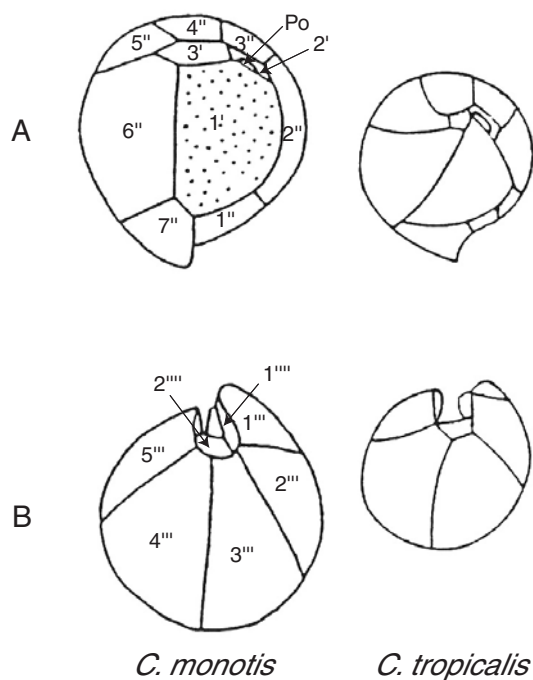 A
4" Po
5" 3" 2'
3'
6" 1' 2"
7" 1"
B
2"" 1""
1'"
5'" 2'"
4'" 3'"
C. monotis C. tropicalis